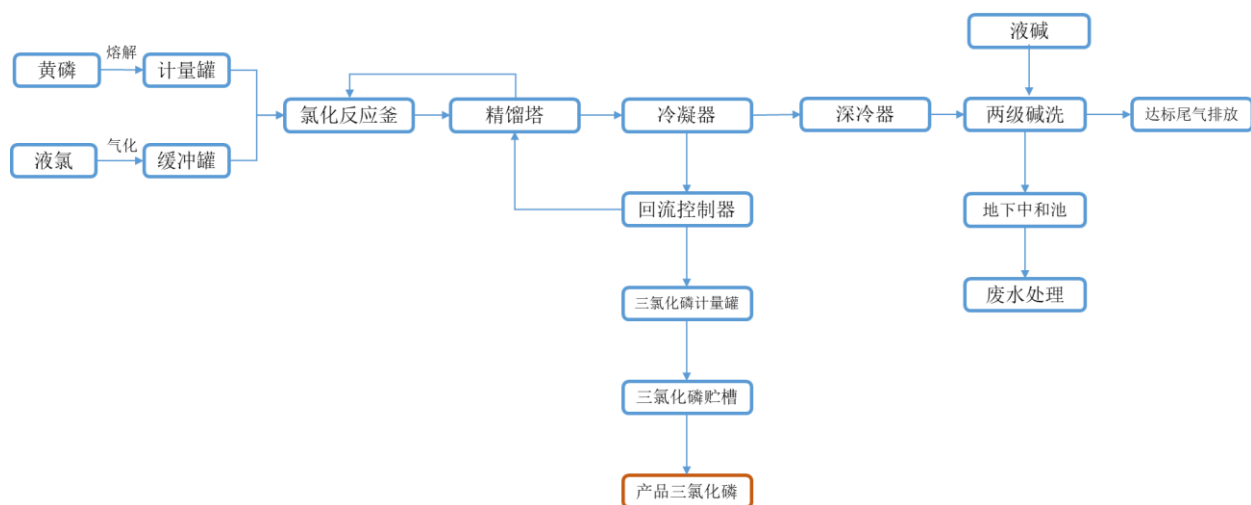 液碱
黄磷
熔解
计量罐
氯化反应釜
精馏塔
冷凝器
深冷器
两级碱洗
达标尾气排放
液氯
气化
缓冲罐
回流控制器
地下中和池
三氯化磷计量罐
废水处理
三氯化磷贮槽
产品三氯化磷